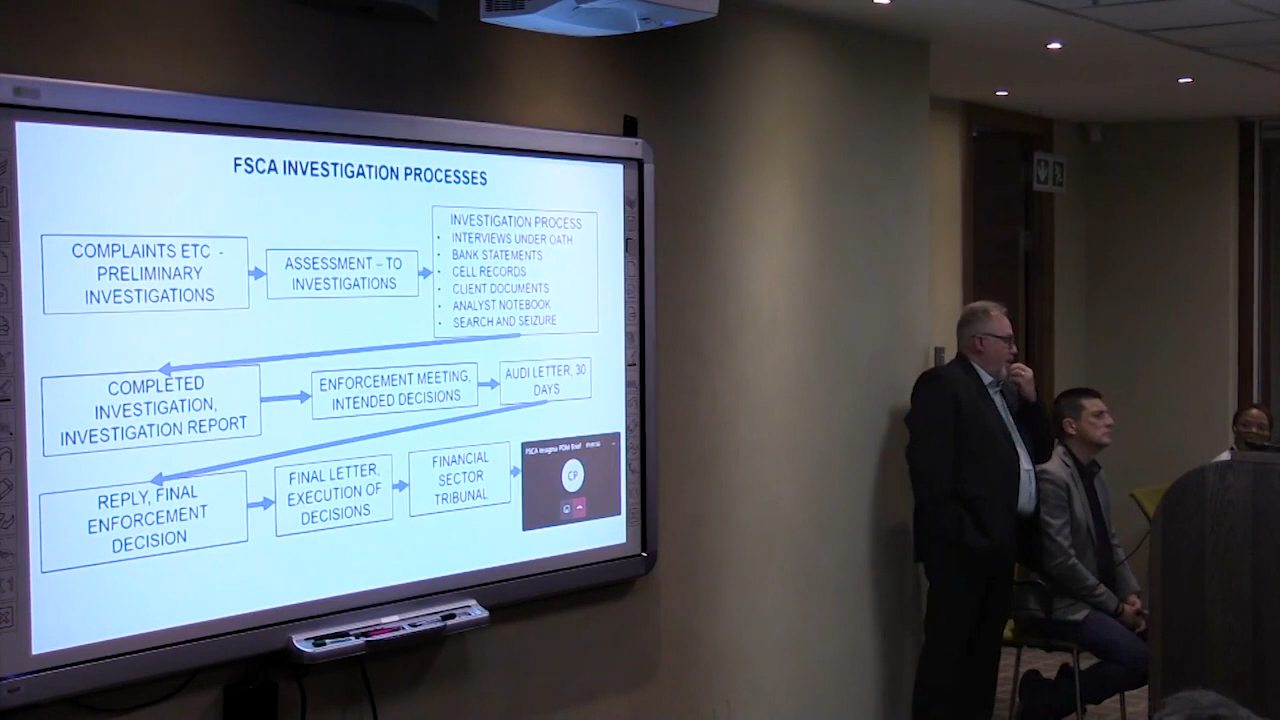 FSCA INVESTIGATION PROCESSES
COMPLAINTS ETC -
PRELIMINARY
INVESTIGATIONS
ASSESSMENT – TO
INVESTIGATIONS
INVESTIGATION PROCESS
• INTERVIEWS UNDER OATH
• BANK STATEMENTS
• CELL RECORDS
• CLIENT DOCUMENTS
• ANALYST NOTEBOOK
• SEARCH AND SEIZURE
COMPLETED
INVESTIGATION,
INVESTIGATION REPORT
ENFORCEMENT MEETING,
INTENDED DECISIONS
AUDI LETTER, 30
DAYS
REPLY, FINAL
ENFORCEMENT
DECISION
FINAL LETTER,
EXECUTION OF
DECISIONS
FINANCIAL
SECTOR
TRIBUNAL
FSCA
CP